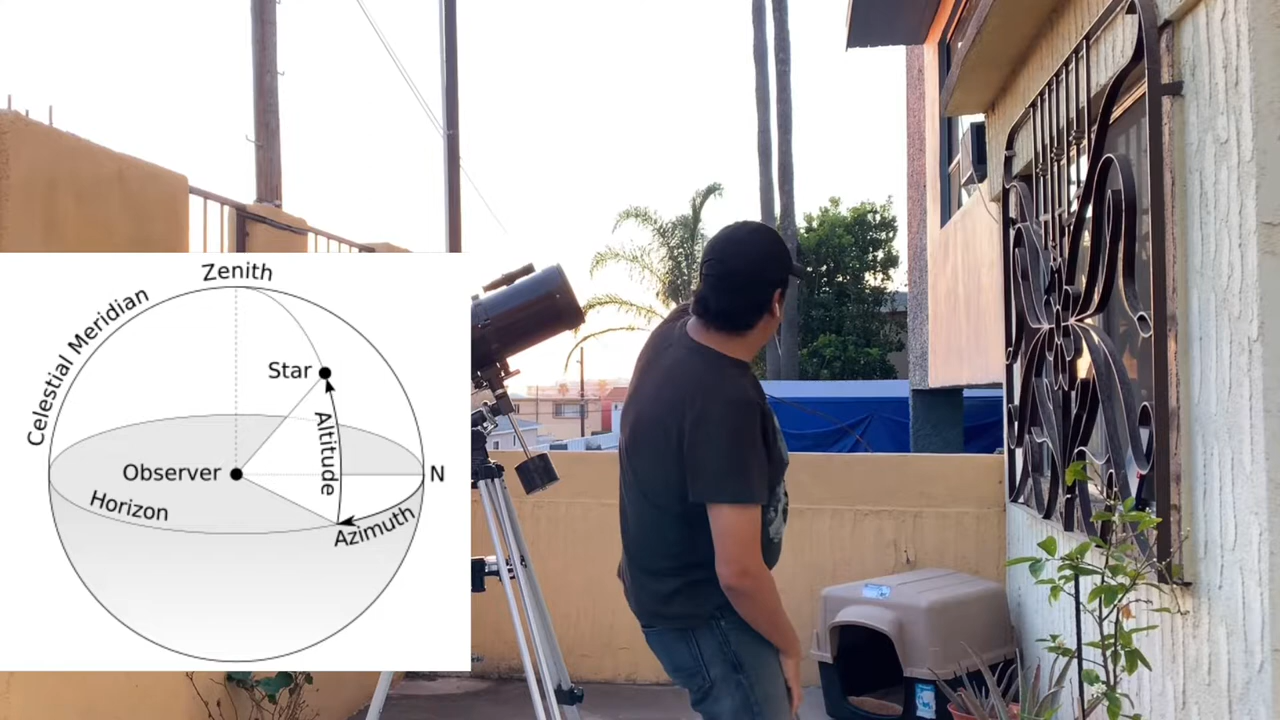 Zenith
Celestial Meridian
Star
Altitude
Observer
N
Horizon
Azimuth